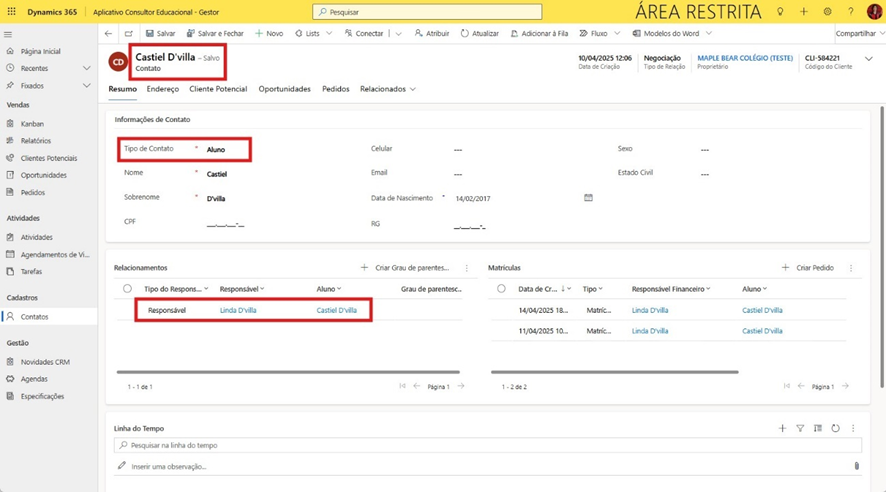 Dynamics 365 Aplicativo Consultor Educacional - Gestor Pesquisar ÁREA RESTRITA
Salvar Salvar e Fechar Novo Lists Conectar Atribuir Atualizar Adicionar à Fila Fluxo Modelos do Word Compartilhar
Página Inicial
Recentes
Fixados
Vendas
Kanban
Relatórios
Clientes Potenciais
Oportunidades
Pedidos
Atividades
Atividades
Agendamentos de Vi...
Tarefas
Cadastros
Contatos
Gestão
Novidades CRM
Agendas
Especificações
CD
Castiel D'villa – Salvo
Contato
10/04/2025 12:06
Data de Criação
Negociação
Tipo de Relação
MAPLE BEAR COLÉGIO (TESTE)
Proprietário
CLI-584221
Código do Cliente
Resumo Endereço Cliente Potencial Oportunidades Pedidos Relacionados
Informações de Contato
Tipo de Contato * Aluno
Nome * Castiel
Sobrenome * D'villa
CPF __.__.__-_
Celular ---
Email ---
Data de Nascimento * 14/02/2017
RG __.__.__-_
Sexo ---
Estado Civil ---
Relacionamentos Criar Grau de parentes...
Tipo do Respons... Responsável Aluno Grau de parentesc..
Responsável Linda D'villa Castiel D'villa
1 - 1 de 1 Página 1
Matrículas Criar Pedido
Data de Cr... Tipo Responsável Financeiro Aluno
14/04/2025 18... Matríc... Linda D'villa Castiel D'villa
11/04/2025 10... Matríc... Linda D'villa Castiel D'villa
1 - 2 de 2 Página 1
Linha do Tempo
Pesquisar na linha do tempo
Inserir uma observação...